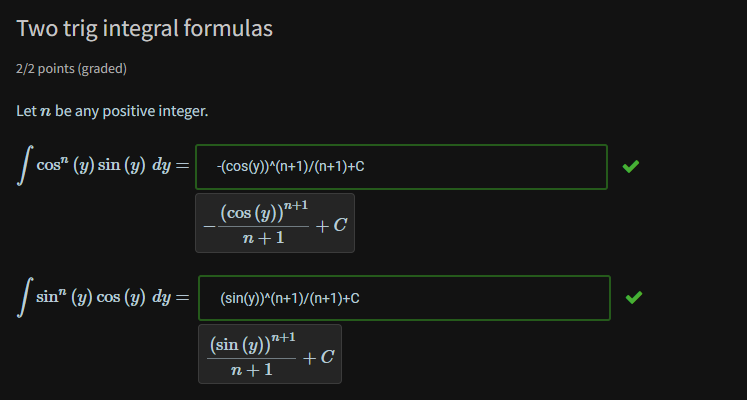 Two trig integral formulas
2/2 points (graded)
Let n be any positive integer.
∫ cosⁿ (y) sin (y) dy = -(cos(y))^(n+1)/(n+1)+C ✔
− (cos (y))ⁿ⁺¹ / n + 1 + C
∫ sinⁿ (y) cos (y) dy = (sin(y))^(n+1)/(n+1)+C ✔
(sin (y))ⁿ⁺¹ / n + 1 + C